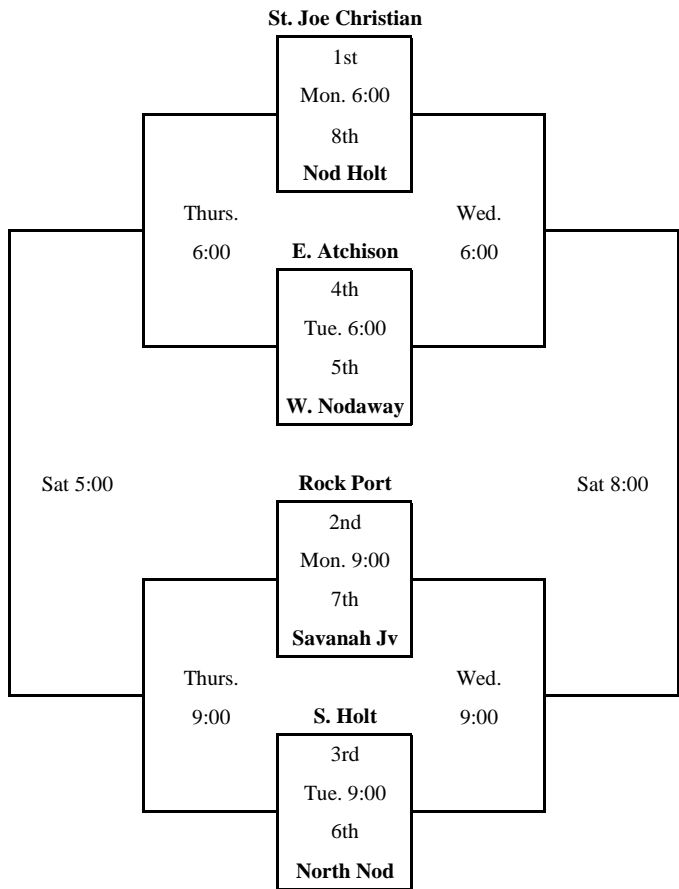 St. Joe Christian
1st
Mon. 6:00
8th
Nod Holt
Thurs.
6:00
Wed.
6:00
E. Atchison
4th
Tue. 6:00
5th
W. Nodaway
Sat 5:00
Sat 8:00
Rock Port
2nd
Mon. 9:00
7th
Savanah Jv
Thurs.
9:00
Wed.
9:00
S. Holt
3rd
Tue. 9:00
6th
North Nod